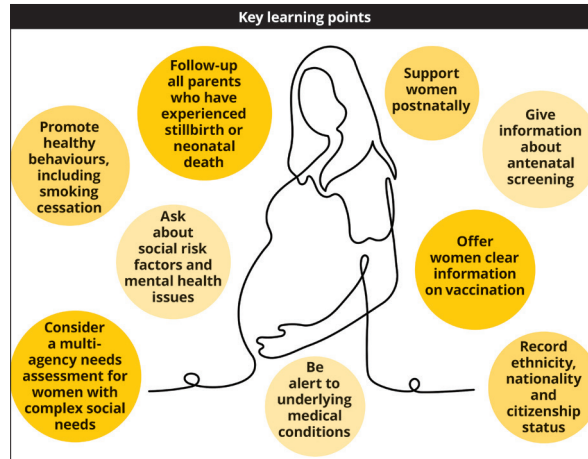 Key learning points
Follow-up
all parents
who have
experienced
stillbirth or
neonatal
death
Support
women
postnatally
Give
information
about
antenatal
screening
Promote
healthy
behaviours,
including
smoking
cessation
Ask
about
social risk
factors and
mental health
issues
Offer
women clear
information
on vaccination
Consider
a multi-
agency needs
assessment for
women with
complex social
needs
Be
alert to
underlying
medical
conditions
Record
ethnicity,
nationality
and
citizenship
status